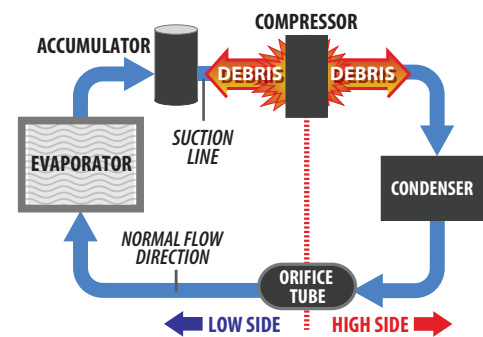 COMPRESSOR
ACCUMULATOR
DEBRIS
DEBRIS
SUCTION
LINE
EVAPORATOR
CONDENSER
NORMAL FLOW
DIRECTION
ORIFICE
TUBE
LOW SIDE
HIGH SIDE